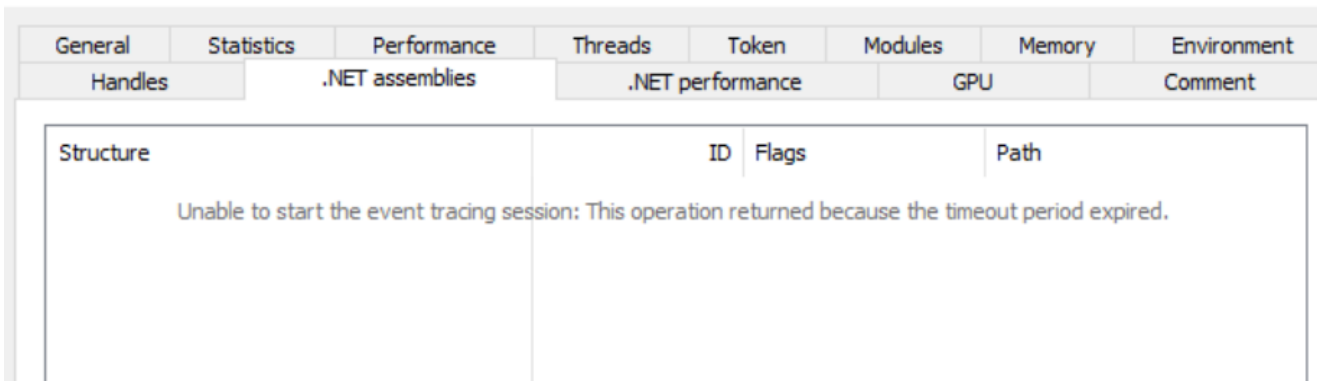 General Statistics Performance Threads Token Modules Memory Environment
Handles .NET assemblies .NET performance GPU Comment
Structure ID Flags Path
Unable to start the event tracing session: This operation returned because the timeout period expired.